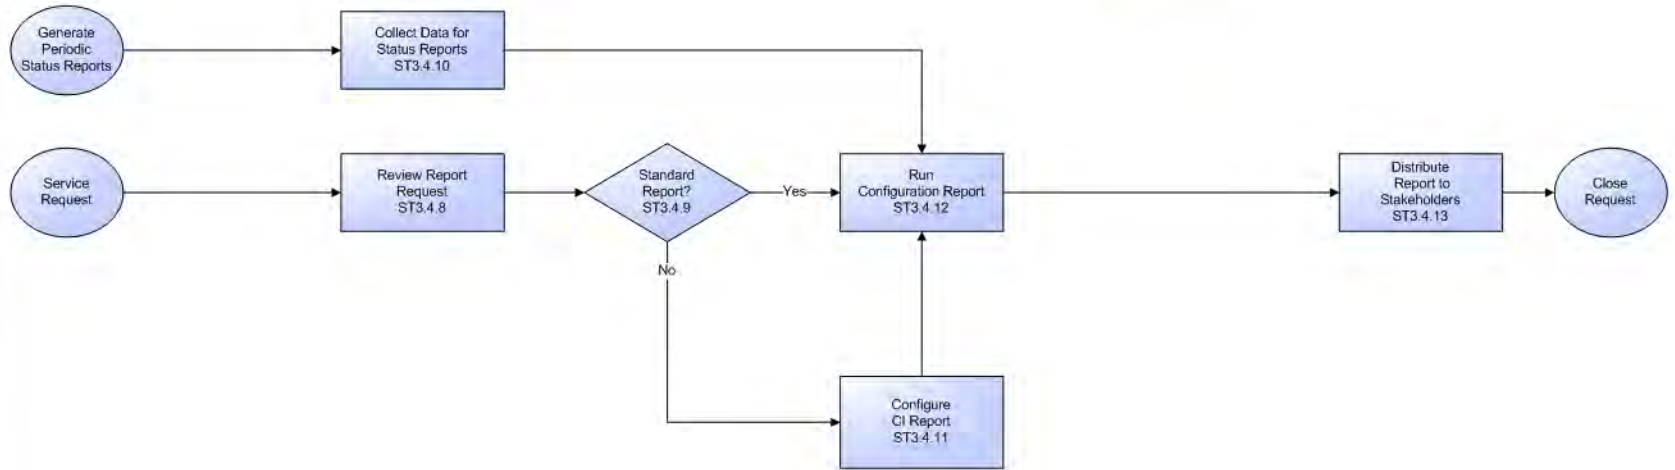 Generate
Periodic
Status Reports
Collect Data for
Status Reports
ST3.4.10
Service
Request
Review Report
Request
ST3.4.8
Standard
Report?
ST3.4.9
Yes
Run
Configuration Report
ST3.4.12
Distribute
Report to
Stakeholders
ST3.4.13
Close
Request
No
Configure
CI Report
ST3.4.11